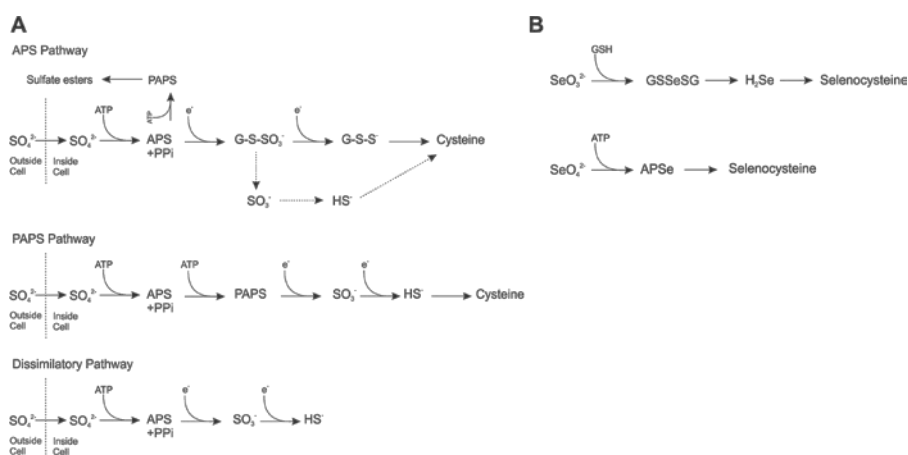 A
APS Pathway
Sulfate esters PAPS
ATP ATP e⁻ e⁻
SO₄²⁻ SO₄²⁻ APS G-S-SO₃⁻ G-S-S⁻ Cysteine
+PPi
Outside Inside
Cell Cell
SO₃⁻ HS⁻
PAPS Pathway
ATP ATP e⁻ e⁻
SO₄²⁻ SO₄²⁻ APS PAPS SO₃⁻ HS⁻ Cysteine
+PPi
Outside Inside
Cell Cell
Dissimilatory Pathway
ATP e⁻ e⁻
SO₄²⁻ SO₄²⁻ APS SO₃⁻ HS⁻
+PPi
Outside Inside
Cell Cell
B
GSH
SeO₃²⁻ GSSeSG H₂Se Selenocysteine
ATP
SeO₄²⁻ APSe Selenocysteine